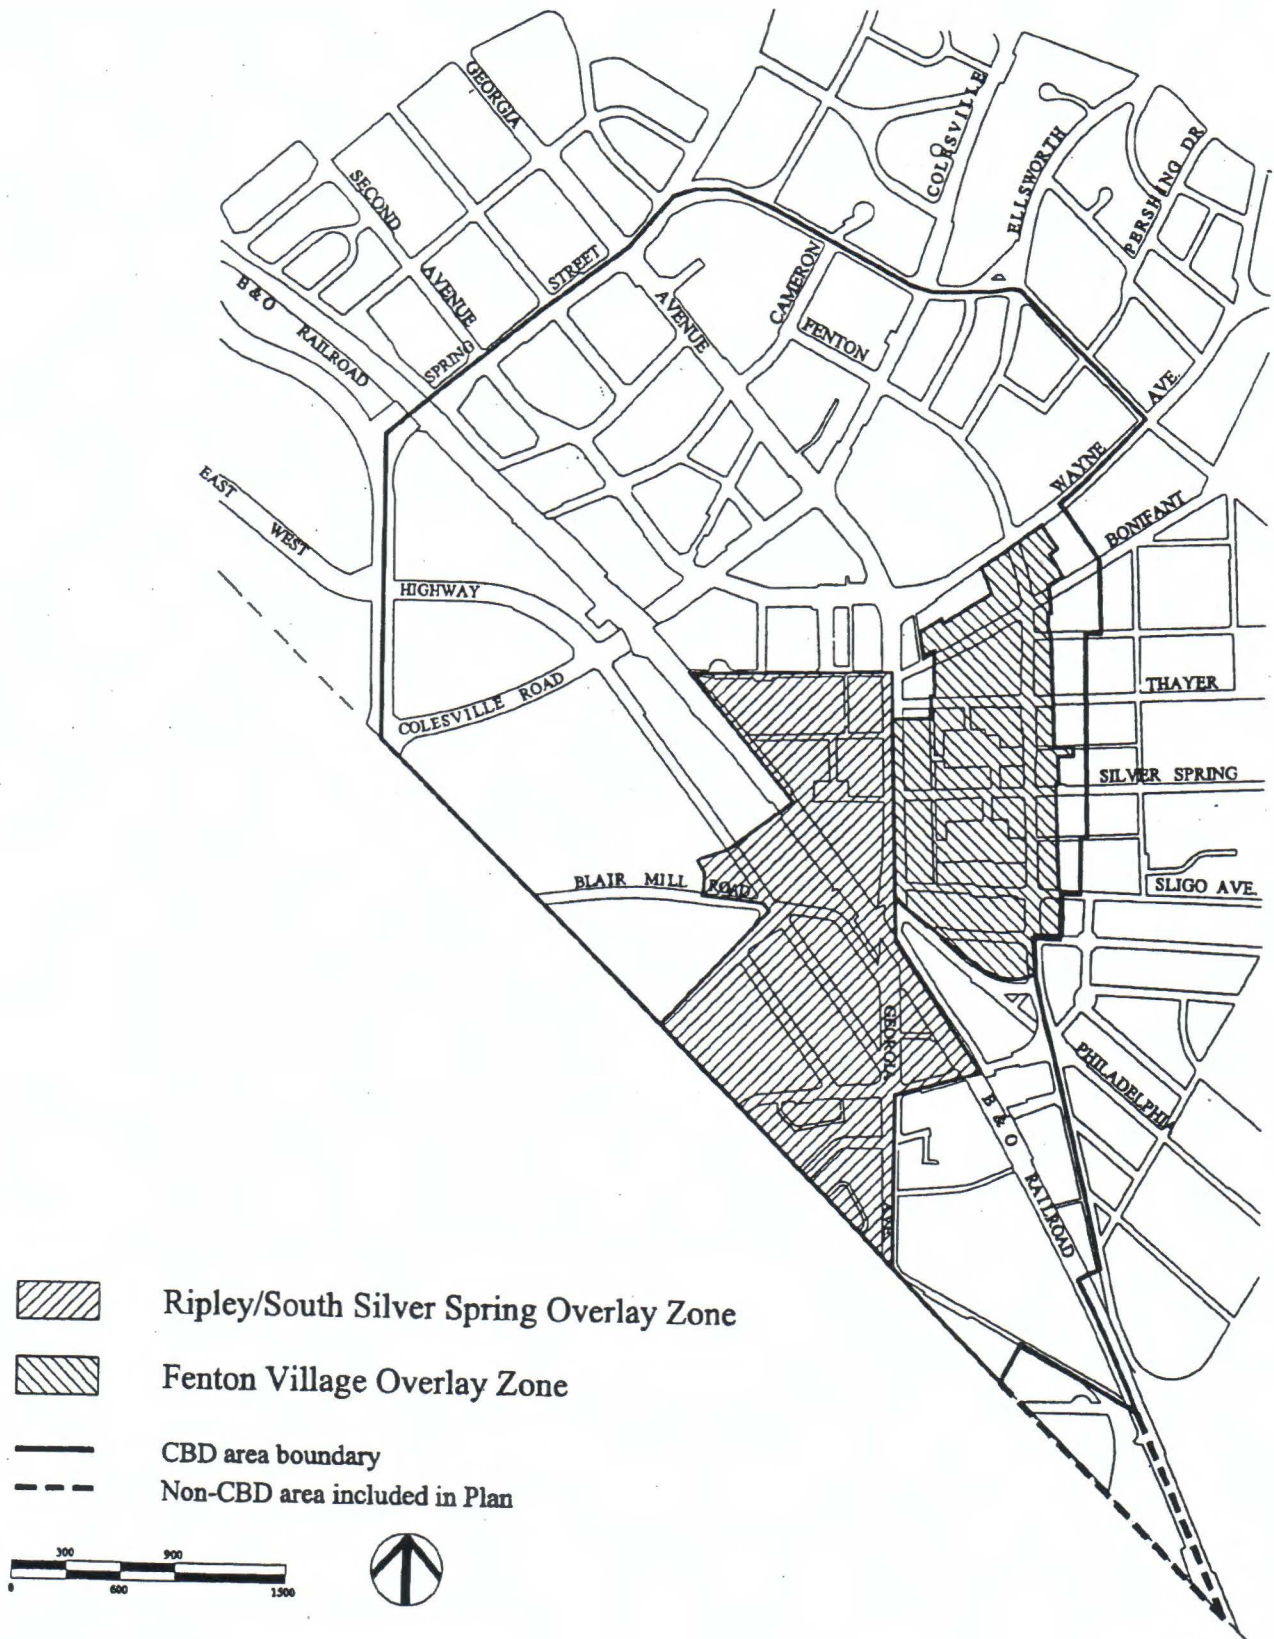 GEORGIA
COLESVILLE
ELLSWORTH
PERSHING DR.
SECOND
AVENUE
STREET
SPRING
CAMERON
AVENUE
FENTON
B & O
RAILROAD
AVE.
WAYNE
BONIFANT
EAST
WEST
HIGHWAY
COLESVILLE ROAD
THAYER
SILVER SPRING
SLIGO AVE.
BLAIR MILL ROAD
GEORGIA
AVE.
PHILADELPHIA
B & O
RAILROAD
Ripley/South Silver Spring Overlay Zone
Fenton Village Overlay Zone
CBD area boundary
Non-CBD area included in Plan
300 900
0 600 1500